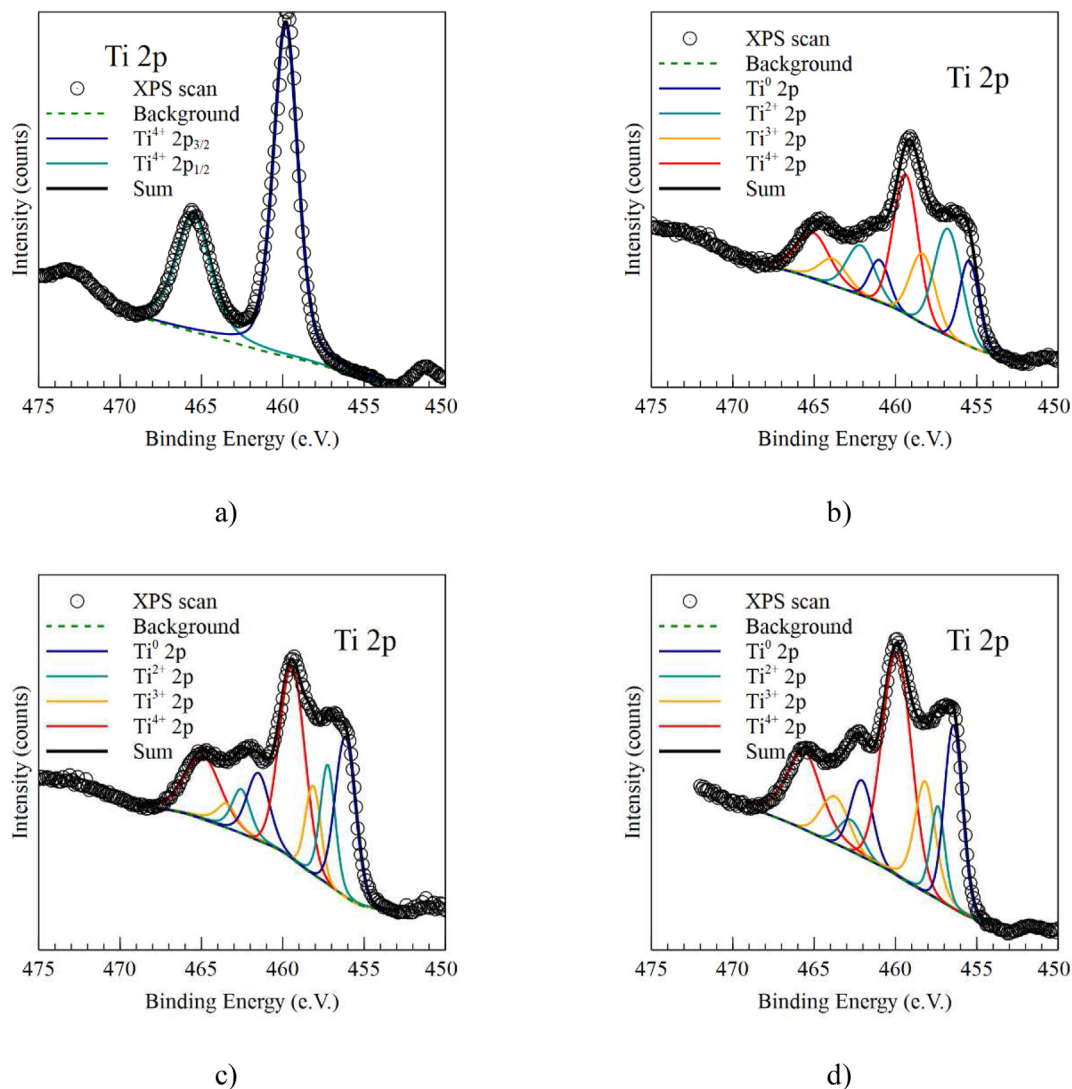 Ti 2p
XPS scan
Background
Ti⁴⁺ 2p₃/₂
Ti⁴⁺ 2p₁/₂
Sum
Intensity (counts)
475 470 465 460 455 450
Binding Energy (e.V.)
a)
XPS scan
Background
Ti⁰ 2p
Ti²⁺ 2p
Ti³⁺ 2p
Ti⁴⁺ 2p
Sum
Ti 2p
Intensity (counts)
475 470 465 460 455 450
Binding Energy (e.V.)
b)
XPS scan
Background
Ti⁰ 2p
Ti²⁺ 2p
Ti³⁺ 2p
Ti⁴⁺ 2p
Sum
Ti 2p
Intensity (counts)
475 470 465 460 455 450
Binding Energy (e.V.)
c)
XPS scan
Background
Ti⁰ 2p
Ti²⁺ 2p
Ti³⁺ 2p
Ti⁴⁺ 2p
Sum
Ti 2p
Intensity (counts)
475 470 465 460 455 450
Binding Energy (e.V.)
d)